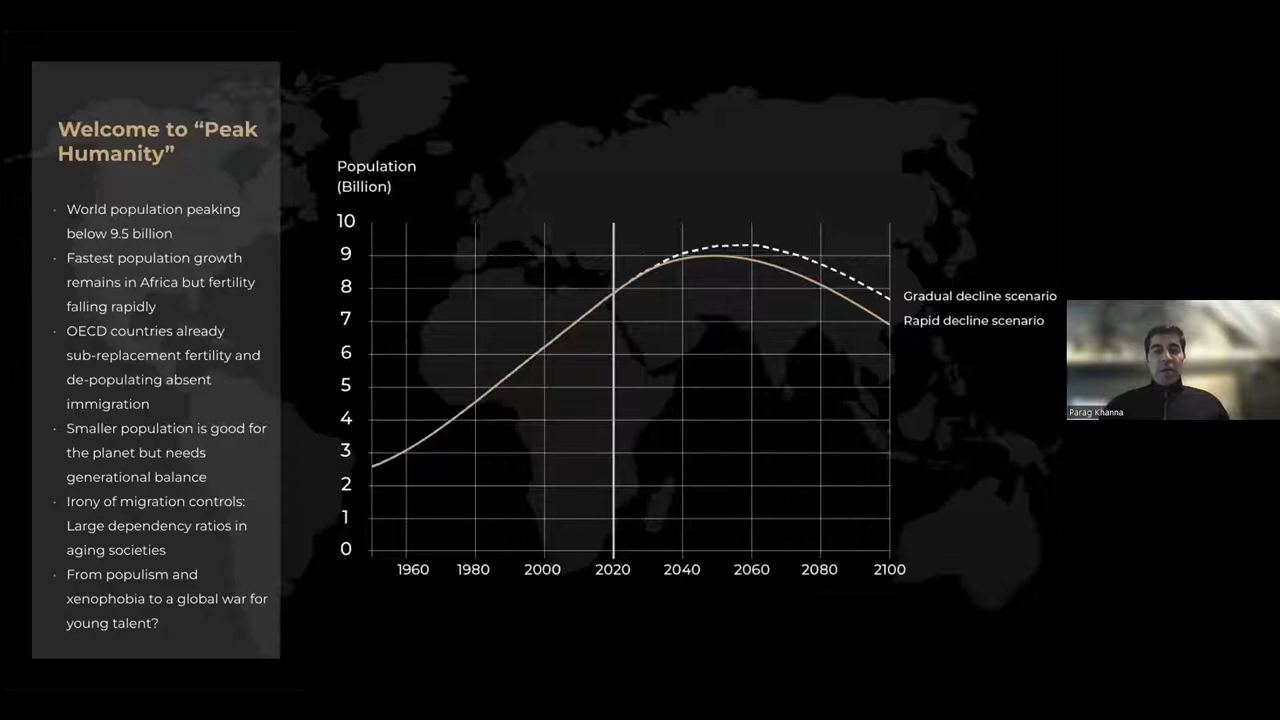 Welcome to “Peak
Humanity”
· World population peaking
below 9.5 billion
· Fastest population growth
remains in Africa but fertility
falling rapidly
· OECD countries already
sub-replacement fertility and
de-populating absent
immigration
· Smaller population is good for
the planet but needs
generational balance
· Irony of migration controls:
Large dependency ratios in
aging societies
· From populism and
xenophobia to a global war for
young talent?
Population
(Billion)
10
9
8
7
6
5
4
3
2
1
0
1960 1980 2000 2020 2040 2060 2080 2100
Gradual decline scenario
Rapid decline scenario
Parag Khanna